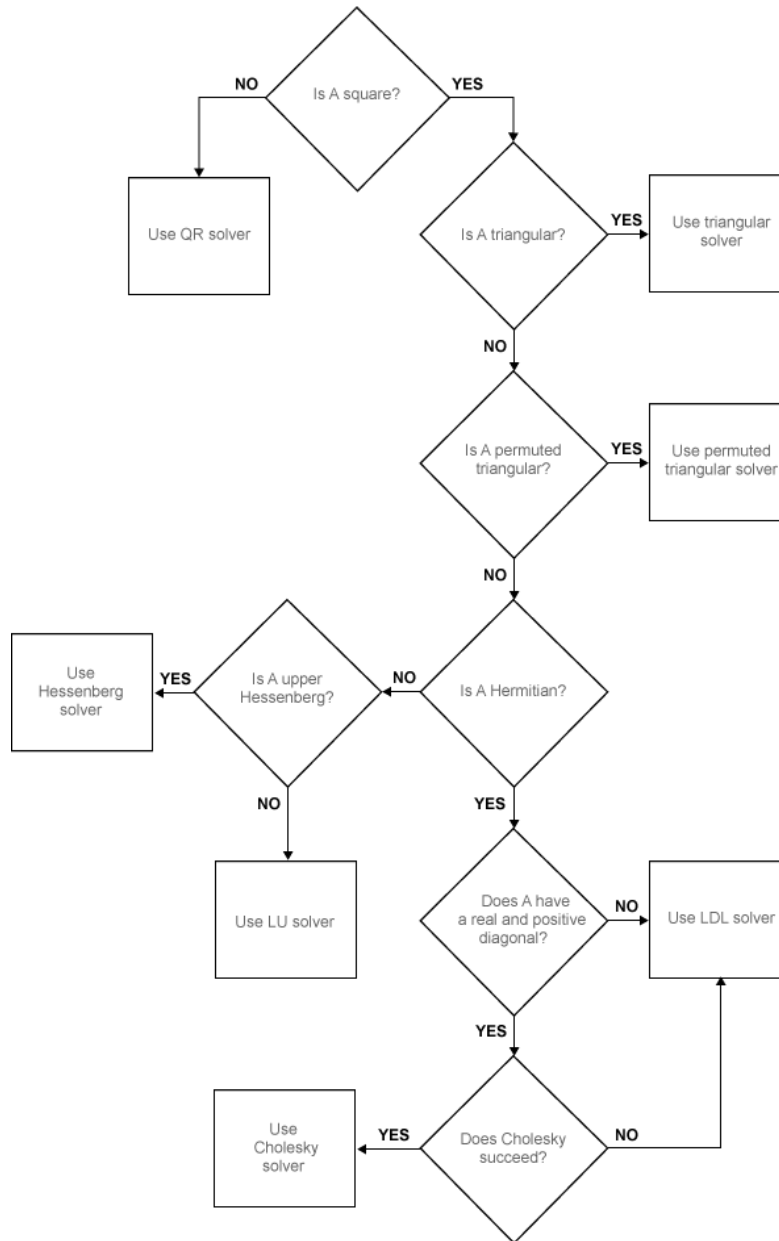 NO
Is A square?
YES
Use QR solver
Is A triangular?
YES
Use triangular
solver
NO
Is A permuted
triangular?
YES
Use permuted
triangular solver
NO
Use
Hessenberg
solver
YES
Is A upper
Hessenberg?
NO
Is A Hermitian?
NO
YES
Use LU solver
Does A have
a real and positive
diagonal?
NO
Use LDL solver
YES
Use
Cholesky
solver
YES
Does Cholesky
succeed?
NO